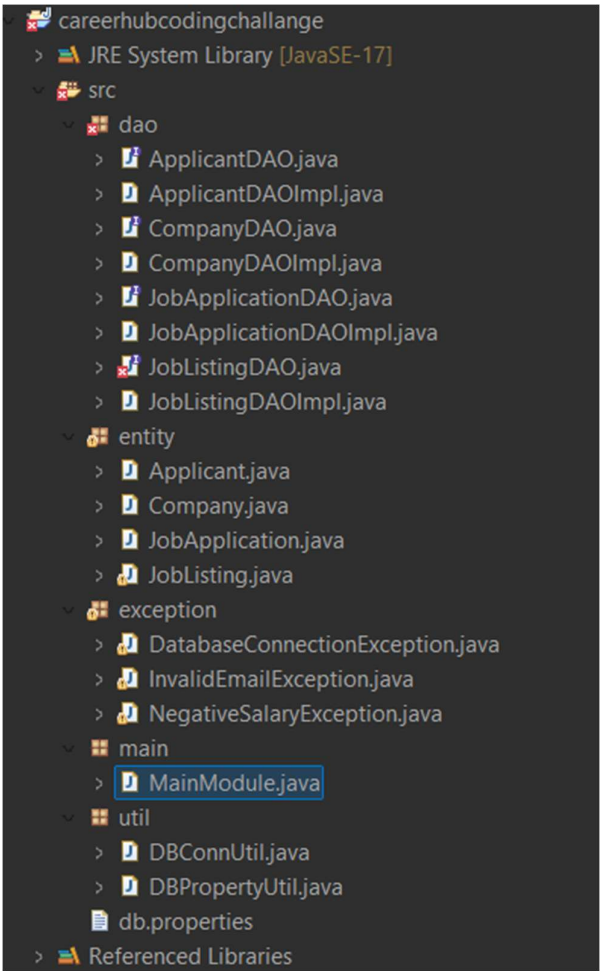 careerhubcodingchallange
JRE System Library [JavaSE-17]
src
dao
ApplicantDAO.java
ApplicantDAOImpl.java
CompanyDAO.java
CompanyDAOImpl.java
JobApplicationDAO.java
JobApplicationDAOImpl.java
JobListingDAO.java
JobListingDAOImpl.java
entity
Applicant.java
Company.java
JobApplication.java
JobListing.java
exception
DatabaseConnectionException.java
InvalidEmailException.java
NegativeSalaryException.java
main
MainModule.java
util
DBConnUtil.java
DBPropertyUtil.java
db.properties
Referenced Libraries